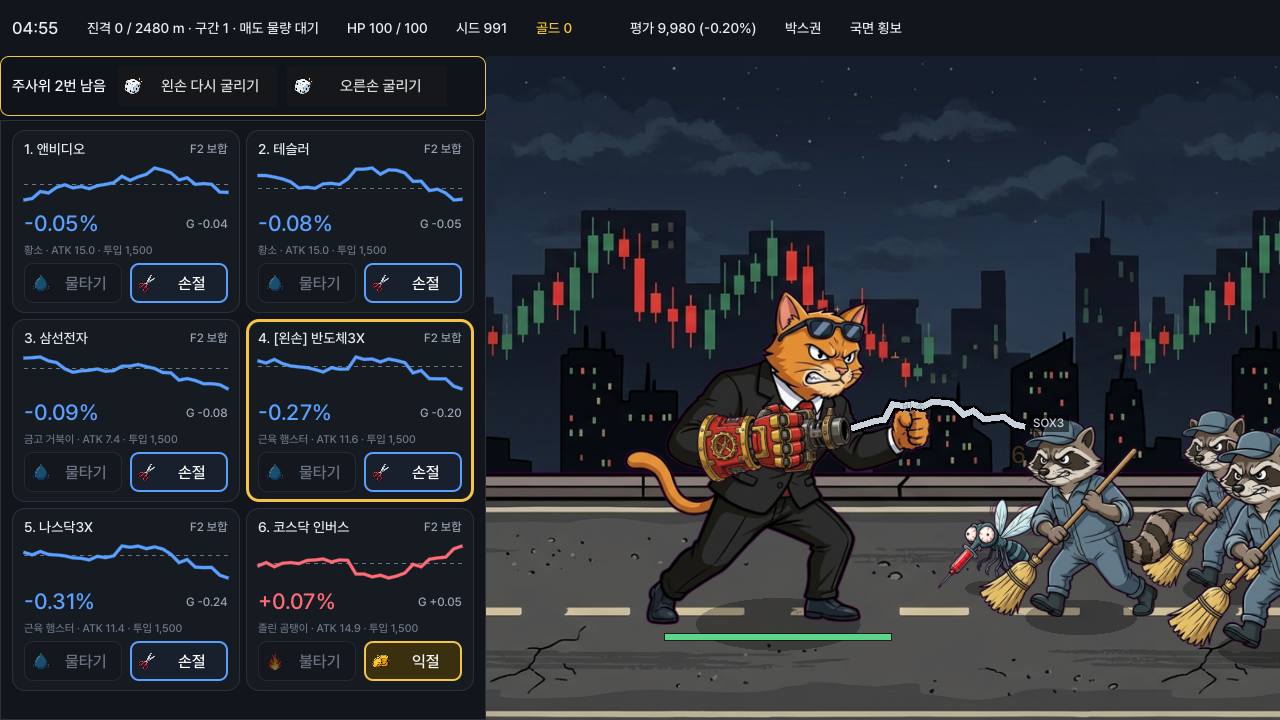 04:55 진격 0 / 2480 m · 구간 1 · 매도 물량 대기 HP 100 / 100 시드 991 골드 0 평가 9,980 (-0.20%) 박스권 국면 횡보
주사위 2번 남음 왼손 다시 굴리기 오른손 굴리기
1. 앤비디오 F2 보합
-0.05% G -0.04
황소 · ATK 15.0 · 투입 1,500
물타기 손절
2. 테슬러 F2 보합
-0.08% G -0.05
황소 · ATK 15.0 · 투입 1,500
물타기 손절
3. 삼선전자 F2 보합
-0.09% G -0.08
금고 거북이 · ATK 7.4 · 투입 1,500
물타기 손절
4. [왼손] 반도체3X F2 보합
-0.27% G -0.20
근육 햄스터 · ATK 11.6 · 투입 1,500
물타기 손절
5. 나스닥3X F2 보합
-0.31% G -0.24
근육 햄스터 · ATK 11.4 · 투입 1,500
물타기 손절
6. 코스닥 인버스 F2 보합
+0.07% G +0.05
졸린 곰탱이 · ATK 14.9 · 투입 1,500
불타기 익절
SOX3
6